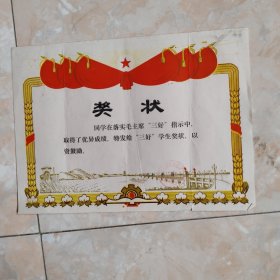 奖状
同学在落实毛主席“三好”指示中,
取得了优异成绩,特发给“三好”学生奖状,以
资鼓励。